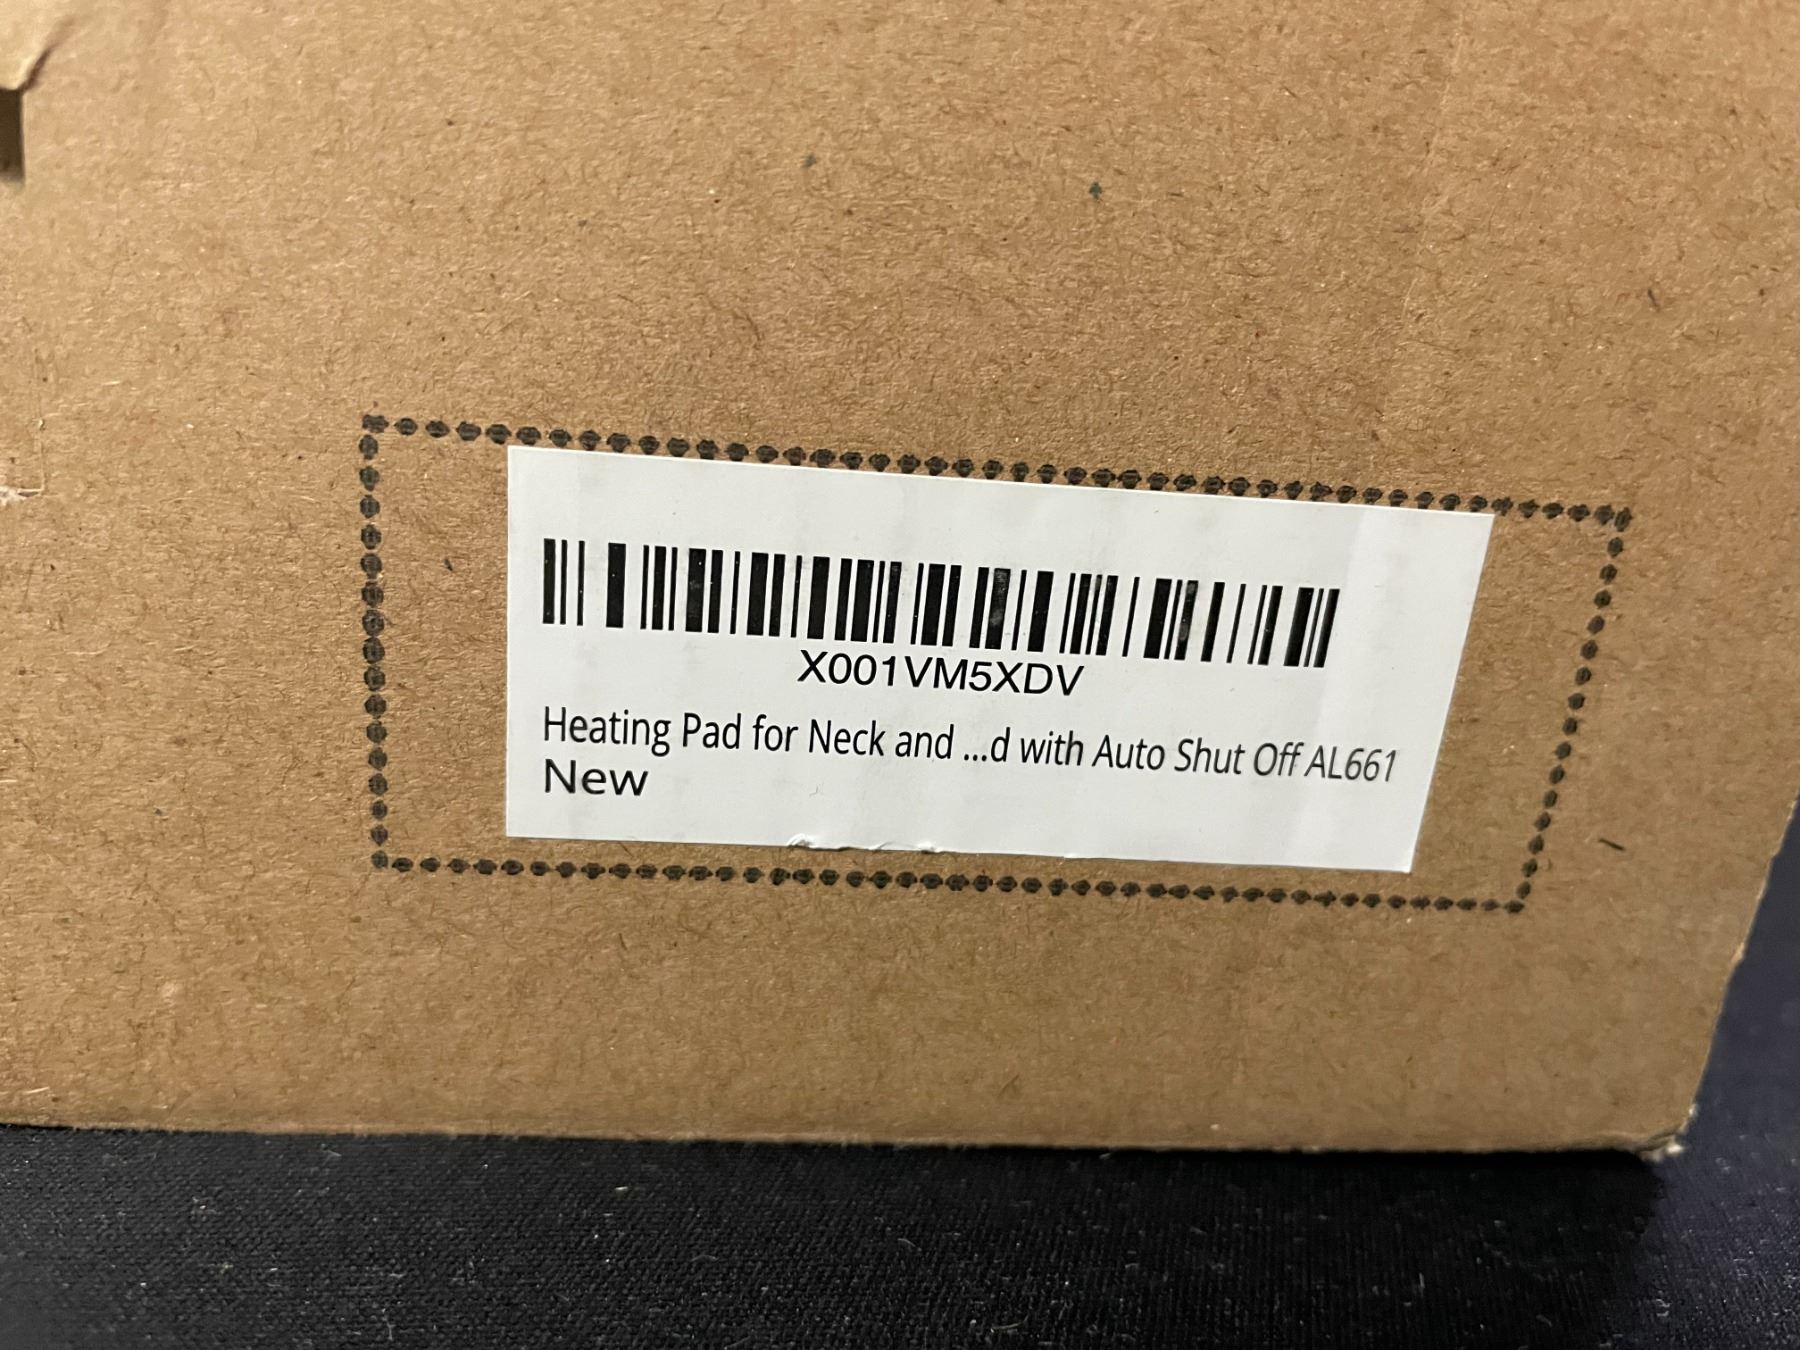 X001VM5XDV
Heating Pad for Neck and ...d with Auto Shut Off AL661
New